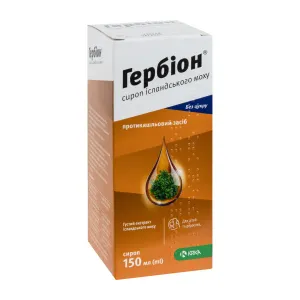 Гербіон®
сироп ісландського моху
Без цукру
протикашльовий засіб
Густий екстракт
ісландського моху
сироп
150 мл (ml)
KRKA